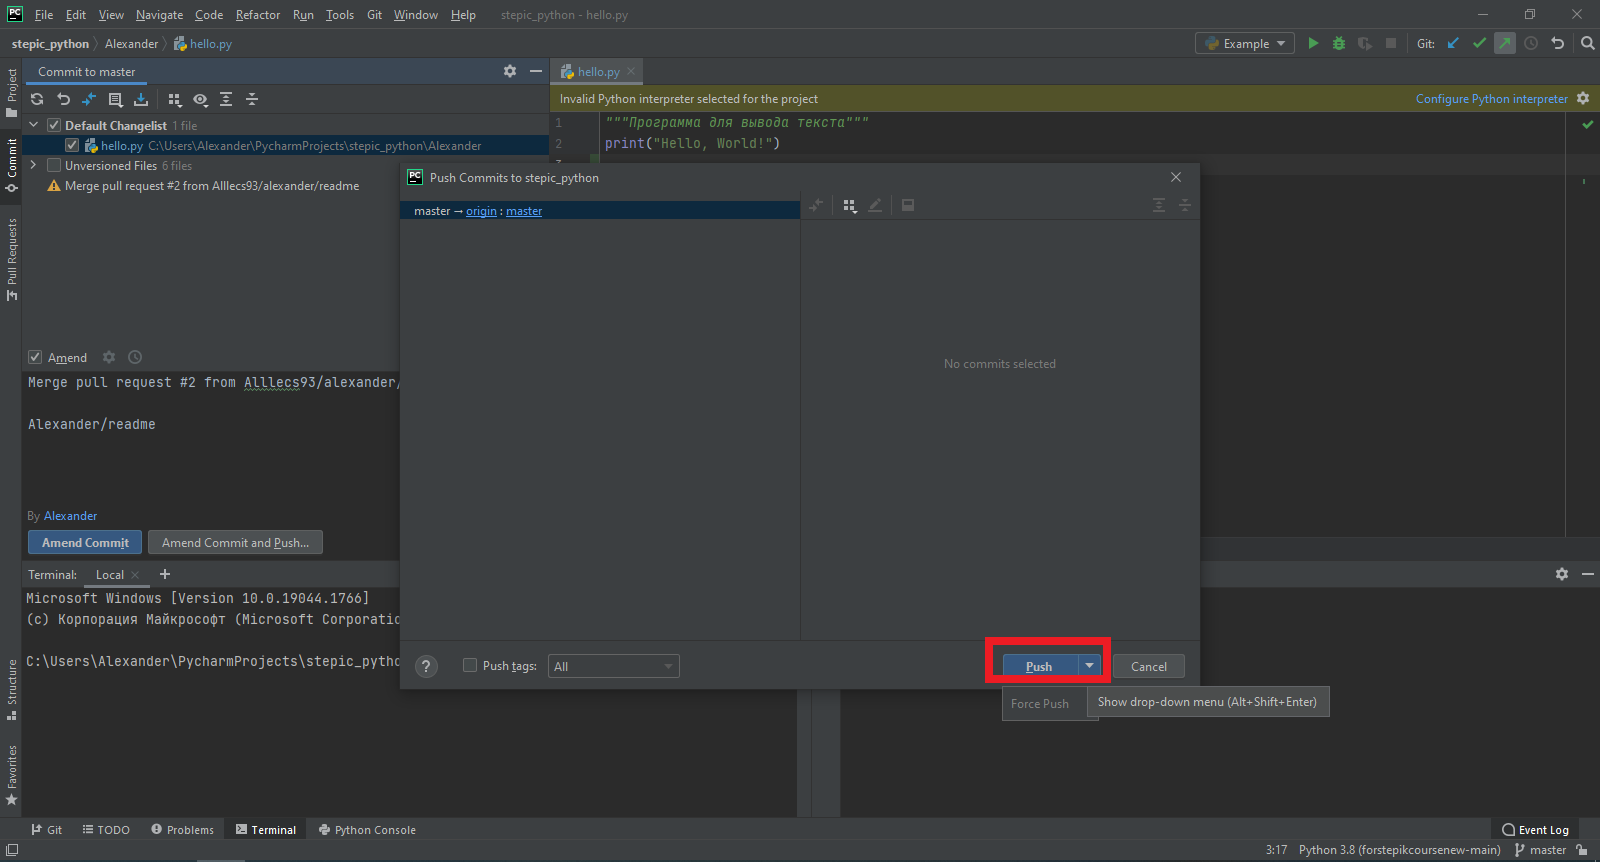 PC File Edit View Navigate Code Refactor Run Tools Git Window Help stepic_python - hello.py
stepic_python Alexander hello.py Example Git:
Project
Commit
Pull Requests
Structure
Favorites
Commit to master
Default Changelist 1 file
hello.py C:\Users\Alexander\PycharmProjects\stepic_python\Alexander
Unversioned Files 6 files
Merge pull request #2 from Alllecs93/alexander/readme
Amend
Merge pull request #2 from Alllecs93/alexander/
Alexander/readme
By Alexander
Amend Commit Amend Commit and Push...
hello.py
Invalid Python interpreter selected for the project Configure Python interpreter
1 """Программа для вывода текста"""
2 print("Hello, World!")
PC Push Commits to stepic_python
master → origin : master
No commits selected
? Push tags: All Push Cancel
Force Push Show drop-down menu (Alt+Shift+Enter)
Terminal: Local +
Microsoft Windows [Version 10.0.19044.1766]
(c) Корпорация Майкрософт (Microsoft Corporatio
C:\Users\Alexander\PycharmProjects\stepic_pytho
Git TODO Problems Terminal Python Console Event Log
3:17 Python 3.8 (forstepikcoursenew-main) master